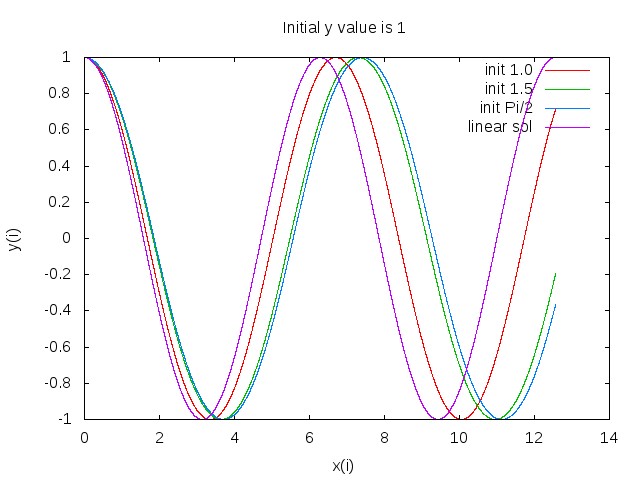 Initial y value is 1
init 1.0
init 1.5
init Pi/2
linear sol
1
0.8
0.6
0.4
0.2
0
-0.2
-0.4
-0.6
-0.8
-1
y(i)
0 2 4 6 8 10 12 14
x(i)